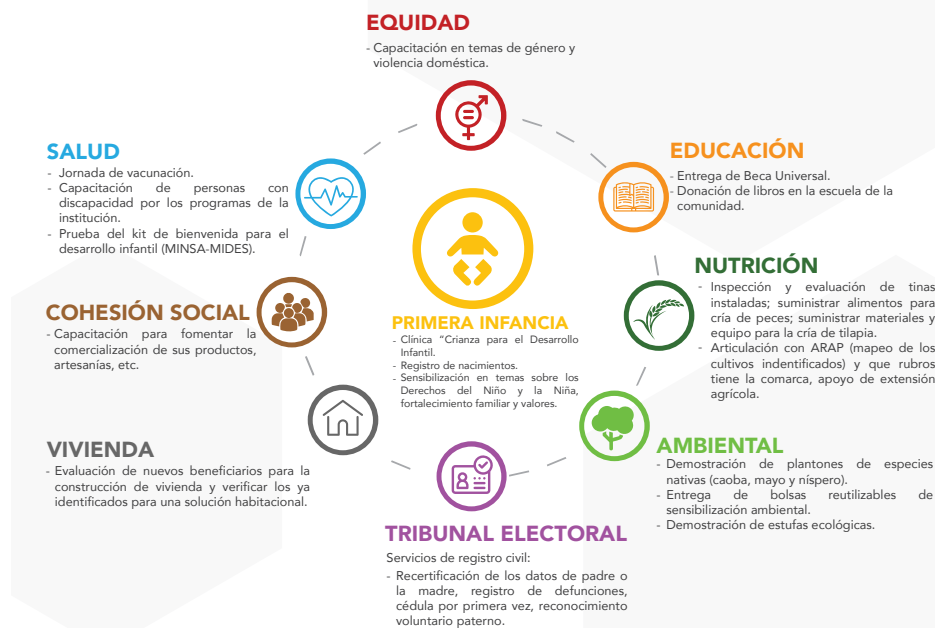 EQUIDAD
- Capacitación en temas de género y
violencia doméstica.
SALUD
- Jornada de vacunación.
- Capacitación de personas con
discapacidad por los programas de la
institución.
- Prueba del kit de bienvenida para el
desarrollo infantil (MINSA-MIDES).
EDUCACIÓN
- Entrega de Beca Universal.
- Donación de libros en la escuela de la
comunidad.
COHESIÓN SOCIAL
- Capacitación para fomentar la
comercialización de sus productos,
artesanías, etc.
PRIMERA INFANCIA
- Clínica “Crianza para el Desarrollo
Infantil.
- Registro de nacimientos.
- Sensibilización en temas sobre los
Derechos del Niño y la Niña,
fortalecimiento familiar y valores.
NUTRICIÓN
- Inspección y evaluación de tinas
instaladas; suministrar alimentos para
cría de peces; suministrar materiales y
equipo para la cría de tilapia.
- Articulación con ARAP (mapeo de los
cultivos indentificados) y que rubros
tiene la comarca, apoyo de extensión
agrícola.
VIVIENDA
- Evaluación de nuevos beneficiarios para la
construcción de vivienda y verificar los ya
identificados para una solución habitacional.
AMBIENTAL
- Demostración de plantones de especies
nativas (caoba, mayo y níspero).
- Entrega de bolsas reutilizables de
sensibilización ambiental.
- Demostración de estufas ecológicas.
TRIBUNAL ELECTORAL
Servicios de registro civil:
- Recertificación de los datos de padre o
la madre, registro de defunciones,
cédula por primera vez, reconocimiento
voluntario paterno.